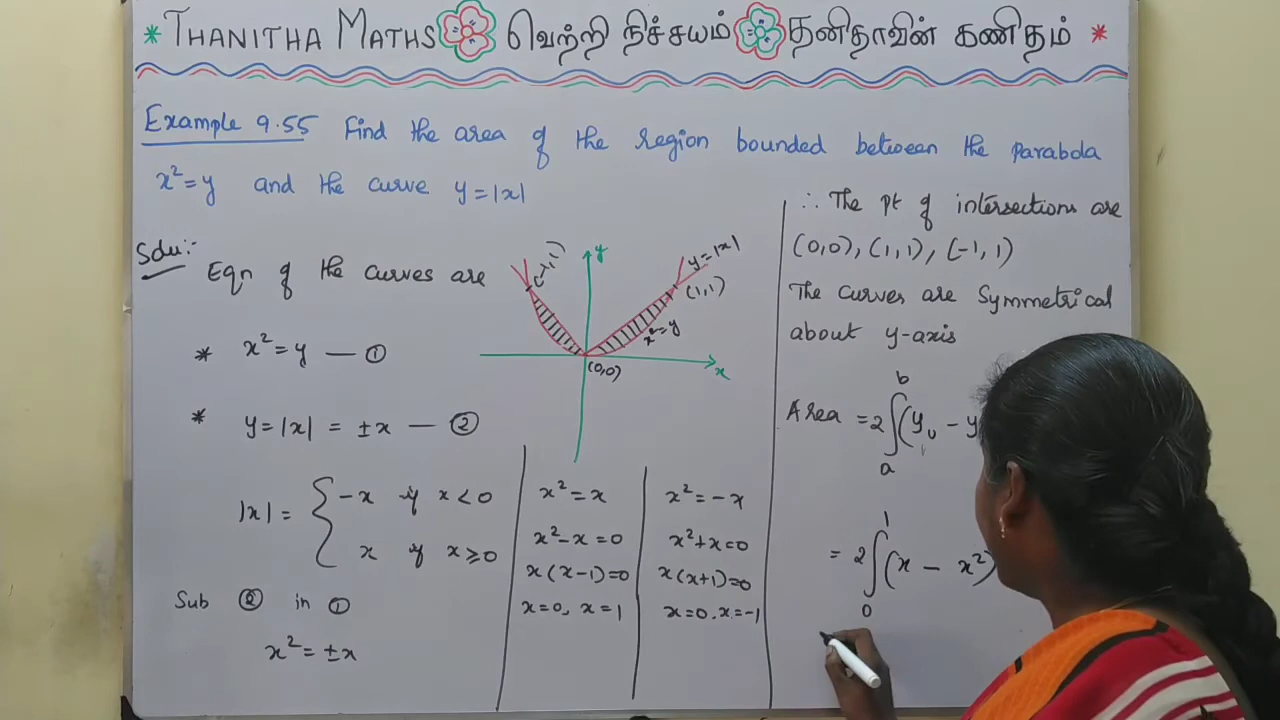 * THANITHA MATHS வெற்றி நிச்சயம் தனிதாவின் கணிதம் *
Example 9.55 Find the area of the region bounded between the parabola
x² = y and the curve y = |x|
Soln:-
Eqn of the curves are
* x² = y — ①
* y = |x| = ±x — ②
|x| = { -x if x < 0
x if x ≥ 0
Sub ② in ①
x² = ±x
(-1, 1)
y
y = |x|
(1, 1)
x² = y
(0,0)
x
x² = x
x² - x = 0
x(x-1) = 0
x = 0, x = 1
x² = -x
x² + x = 0
x(x+1) = 0
x = 0, x = -1
∴ The pt of intersections are
(0,0), (1, 1), (-1, 1)
The curves are Symmetrical
about y-axis
Area = 2 ∫ₐᵇ (y_U - y
= 2 ∫₀¹ (x - x²)